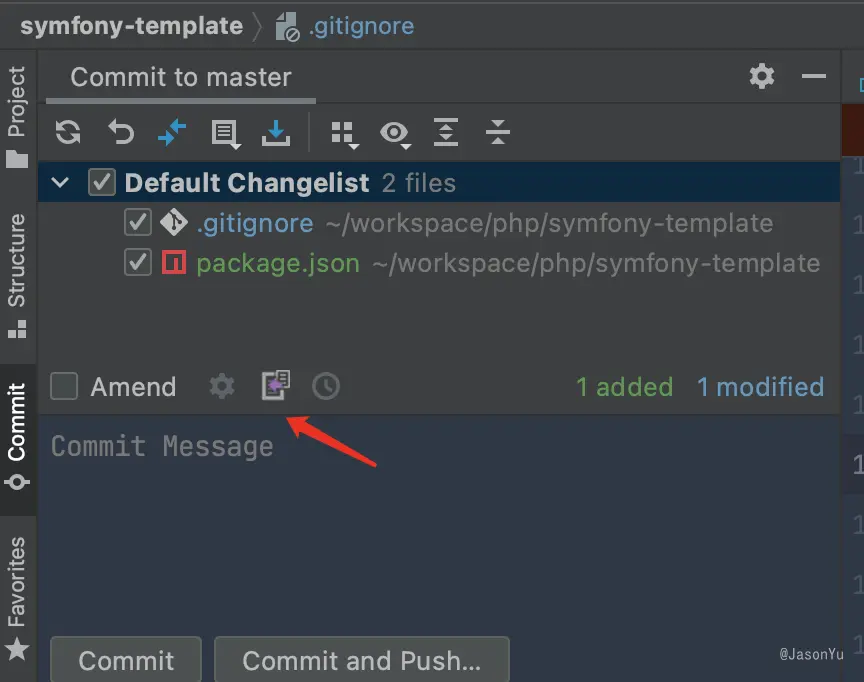 symfony-template
.gitignore
Project
Structure
Commit
Favorites
Commit to master
Default Changelist 2 files
.gitignore ~/workspace/php/symfony-template
package.json ~/workspace/php/symfony-template
Amend
1 added 1 modified
Commit Message
Commit
Commit and Push...
@JasonYu